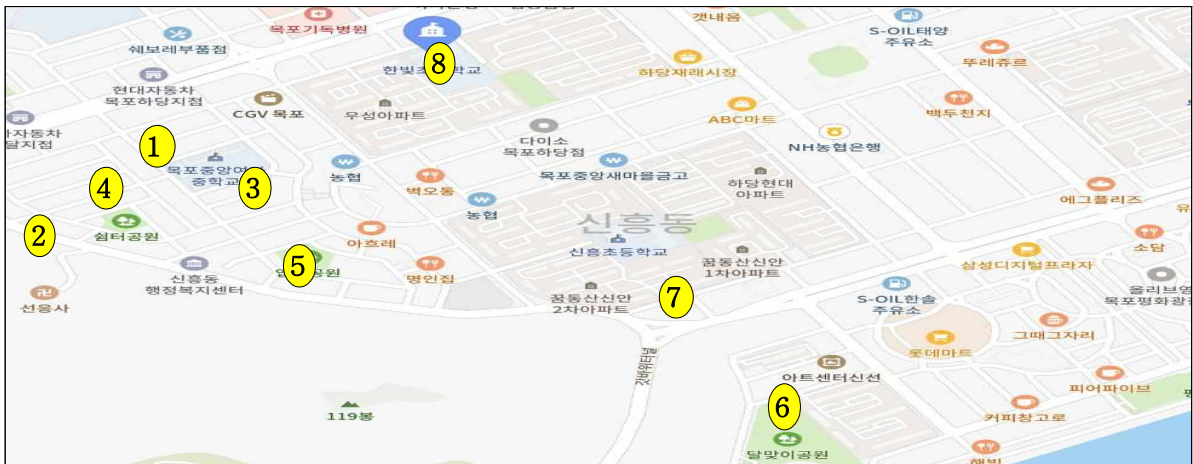 목포기독병원
갯내음
S-OIL태양
주유소
쉐보레부품점
8
뚜레쥬르
하당재래시장
현대자동차
목포하당지점
CGV 목포
우성아파트
백두천지
ABC마트
다이소
목포하당점
NH농협은행
1
목포중앙여자
중학교
3
농협
목포중앙새마을금고
벽오동
하당현대
아파트
4
농협
에그플리즈
신흥동
2
쉼터공원
아흐레
신흥초등학교
소담
꿈동산신안
1차아파트
삼성디지털프라자
5
공원
신흥동
행정복지센터
명인집
선응사
꿈동산신안
2차아파트
7
S-OIL한솔
주유소
올리브영
목포평화광장
그때그자리
롯데마트
갓바위터널
아트센터신선
피어파이브
6
119봉
커피창고로
달맞이공원
해빔